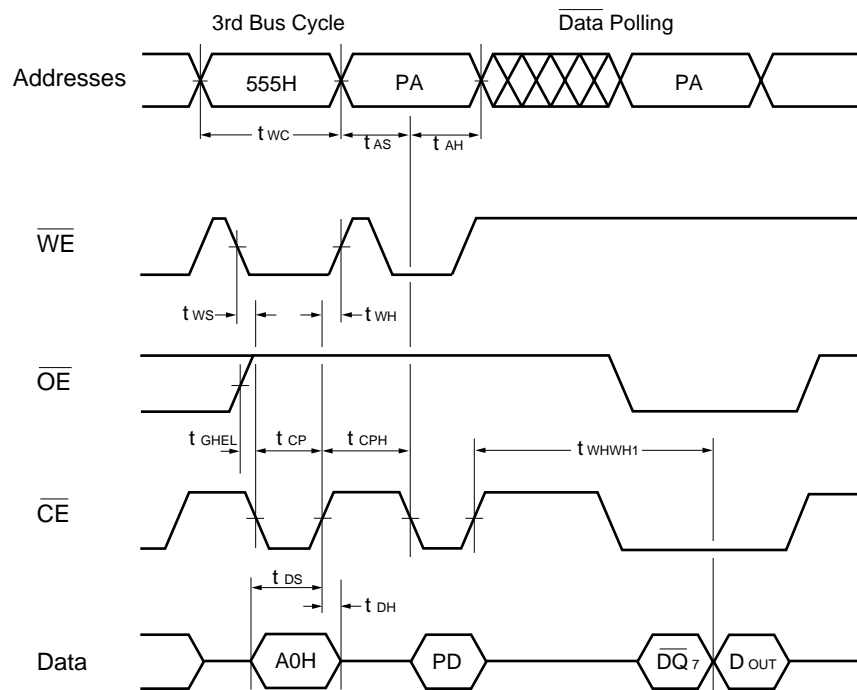 3rd Bus Cycle
Data Polling
Addresses
555H
PA
PA
t WC
t AS
t AH
WE
t WS
t WH
OE
t GHEL
t CP
t CPH
t WHWH1
CE
t DS
t DH
Data
A0H
PD
DQ 7
D OUT